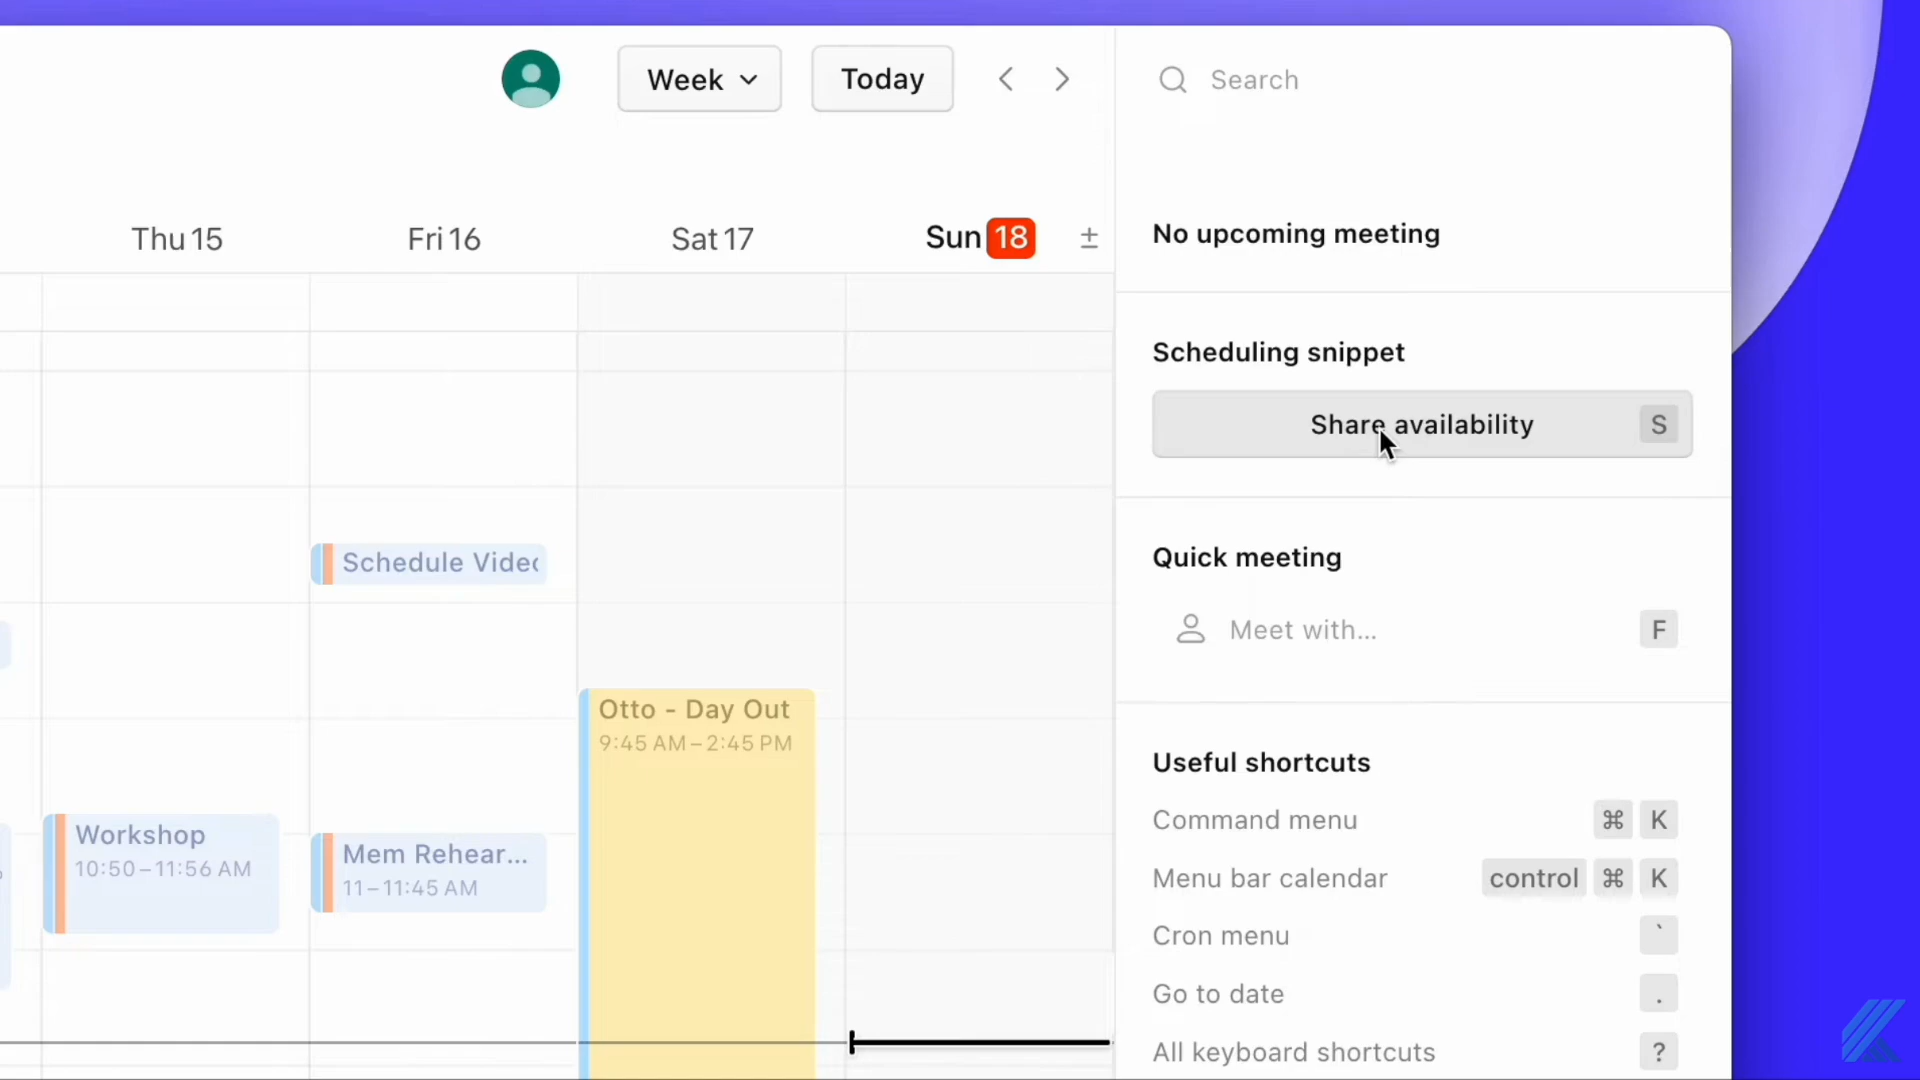 Week
Today
Search
Thu 15
Fri 16
Sat 17
Sun 18
±
No upcoming meeting
Scheduling snippet
Share availability S
Schedule Video
Quick meeting
Meet with... F
Otto - Day Out
9:45 AM – 2:45 PM
Workshop
10:50 – 11:56 AM
Mem Rehear...
11 – 11:45 AM
Useful shortcuts
Command menu ⌘ K
Menu bar calendar control ⌘ K
Cron menu `
Go to date .
All keyboard shortcuts ?